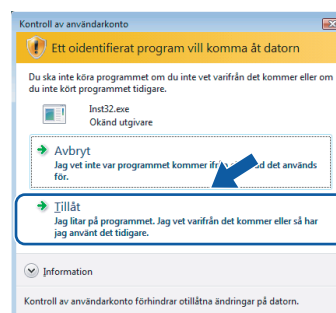 Kontroll av användarkonto
Ett oidentifierat program vill komma åt datorn
Du ska inte köra programmet om du inte vet varifrån det kommer eller om
du inte kört programmet tidigare.
Inst32.exe
Okänd utgivare
Avbryt
Jag vet inte var programmet kommer ifrån det används
för.
Tillåt
Jag litar på programmet. Jag vet varifrån det kommer eller så har
jag använt det tidigare.
Information
Kontroll av användarkonto förhindrar otillåtna ändringar på datorn.